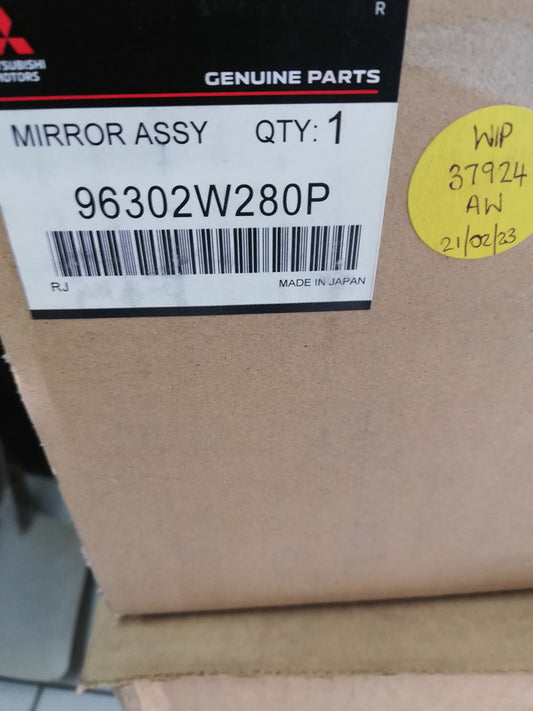 R
MITSUBISHI
MOTORS
GENUINE PARTS
MIRROR ASSY QTY: 1
96302W280P
RJ MADE IN JAPAN
WIP
37924
AW
21/02/23